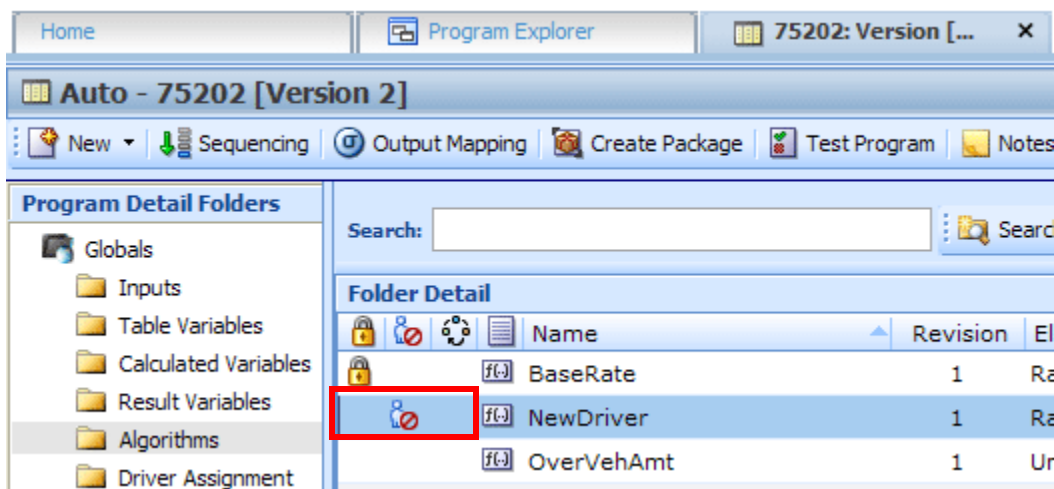 Home Program Explorer 75202: Version [...
Auto - 75202 [Version 2]
New Sequencing Output Mapping Create Package Test Program Notes
Program Detail Folders
Search:
Globals
Inputs
Folder Detail
Table Variables
Name Revision
Calculated Variables
BaseRate 1
Result Variables
NewDriver 1
Algorithms
OverVehAmt 1
Driver Assignment